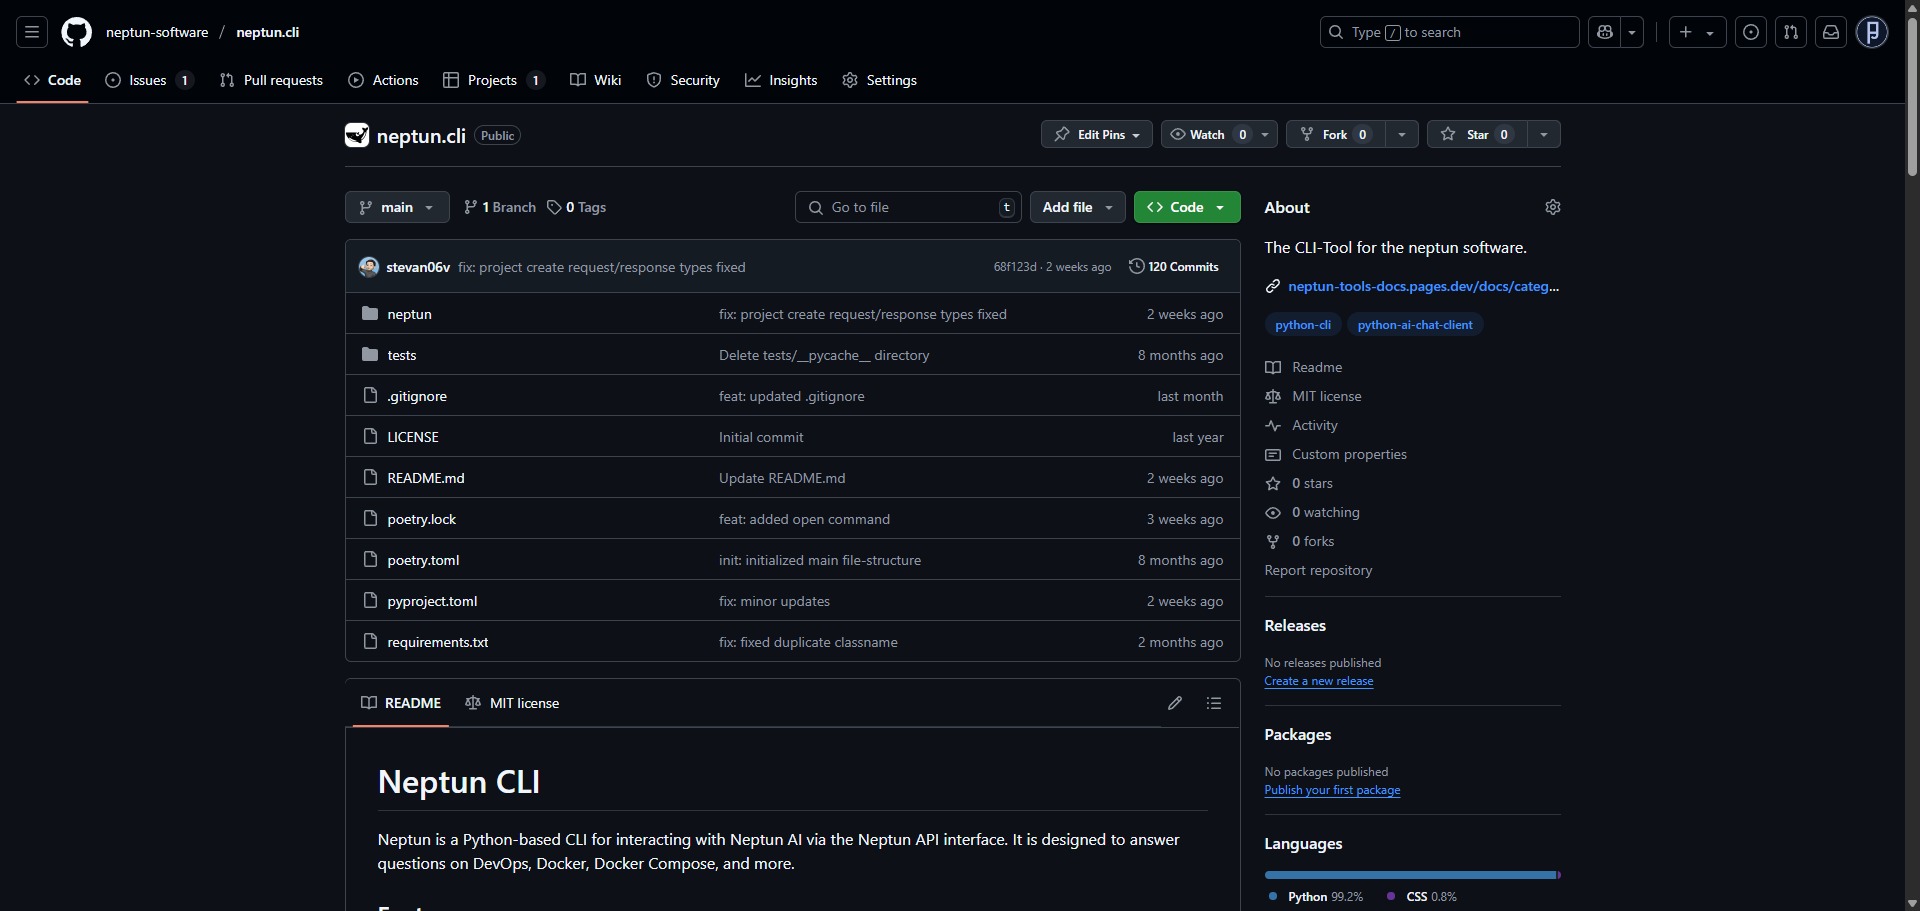 neptun-software / neptun.cli
Type / to search
Code Issues 1 Pull requests Actions Projects 1 Wiki Security Insights Settings
neptun.cli Public
Edit Pins Watch 0 Fork 0 Star 0
main 1 Branch 0 Tags Go to file t Add file Code
stevan06v fix: project create request/response types fixed 68f123d · 2 weeks ago 120 Commits
neptun fix: project create request/response types fixed 2 weeks ago
tests Delete tests/__pycache__ directory 8 months ago
.gitignore feat: updated .gitignore last month
LICENSE Initial commit last year
README.md Update README.md 2 weeks ago
poetry.lock feat: added open command 3 weeks ago
poetry.toml init: initialized main file-structure 8 months ago
pyproject.toml fix: minor updates 2 weeks ago
requirements.txt fix: fixed duplicate classname 2 months ago
README MIT license
Neptun CLI
Neptun is a Python-based CLI for interacting with Neptun AI via the Neptun API interface. It is designed to answer
questions on DevOps, Docker, Docker Compose, and more.
About
The CLI-Tool for the neptun software.
neptun-tools-docs.pages.dev/docs/categ...
python-cli python-ai-chat-client
Readme
MIT license
Activity
Custom properties
0 stars
0 watching
0 forks
Report repository
Releases
No releases published
Create a new release
Packages
No packages published
Publish your first package
Languages
Python 99.2% CSS 0.8%